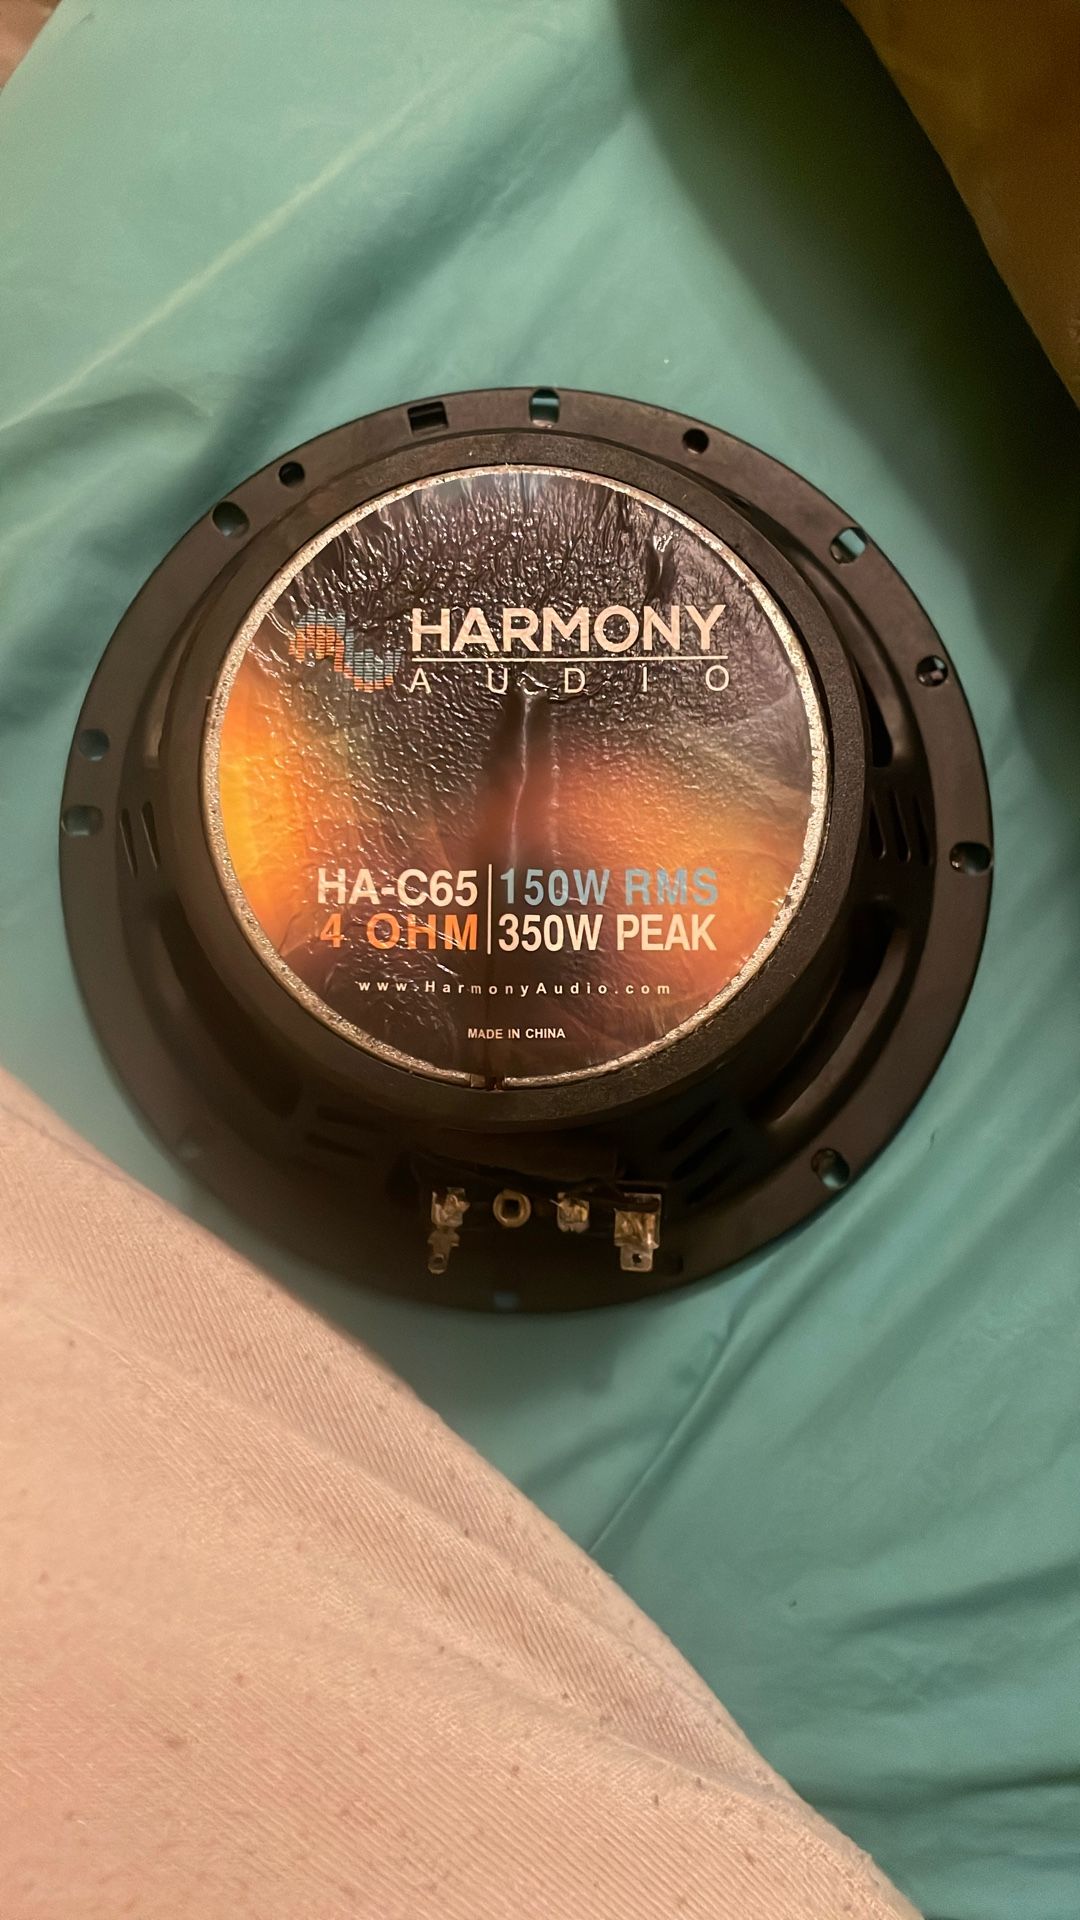 HARMONY
AUDIO
HA-C65 150W RMS
4 OHM 350W PEAK
www.HarmonyAudio.com
MADE IN CHINA